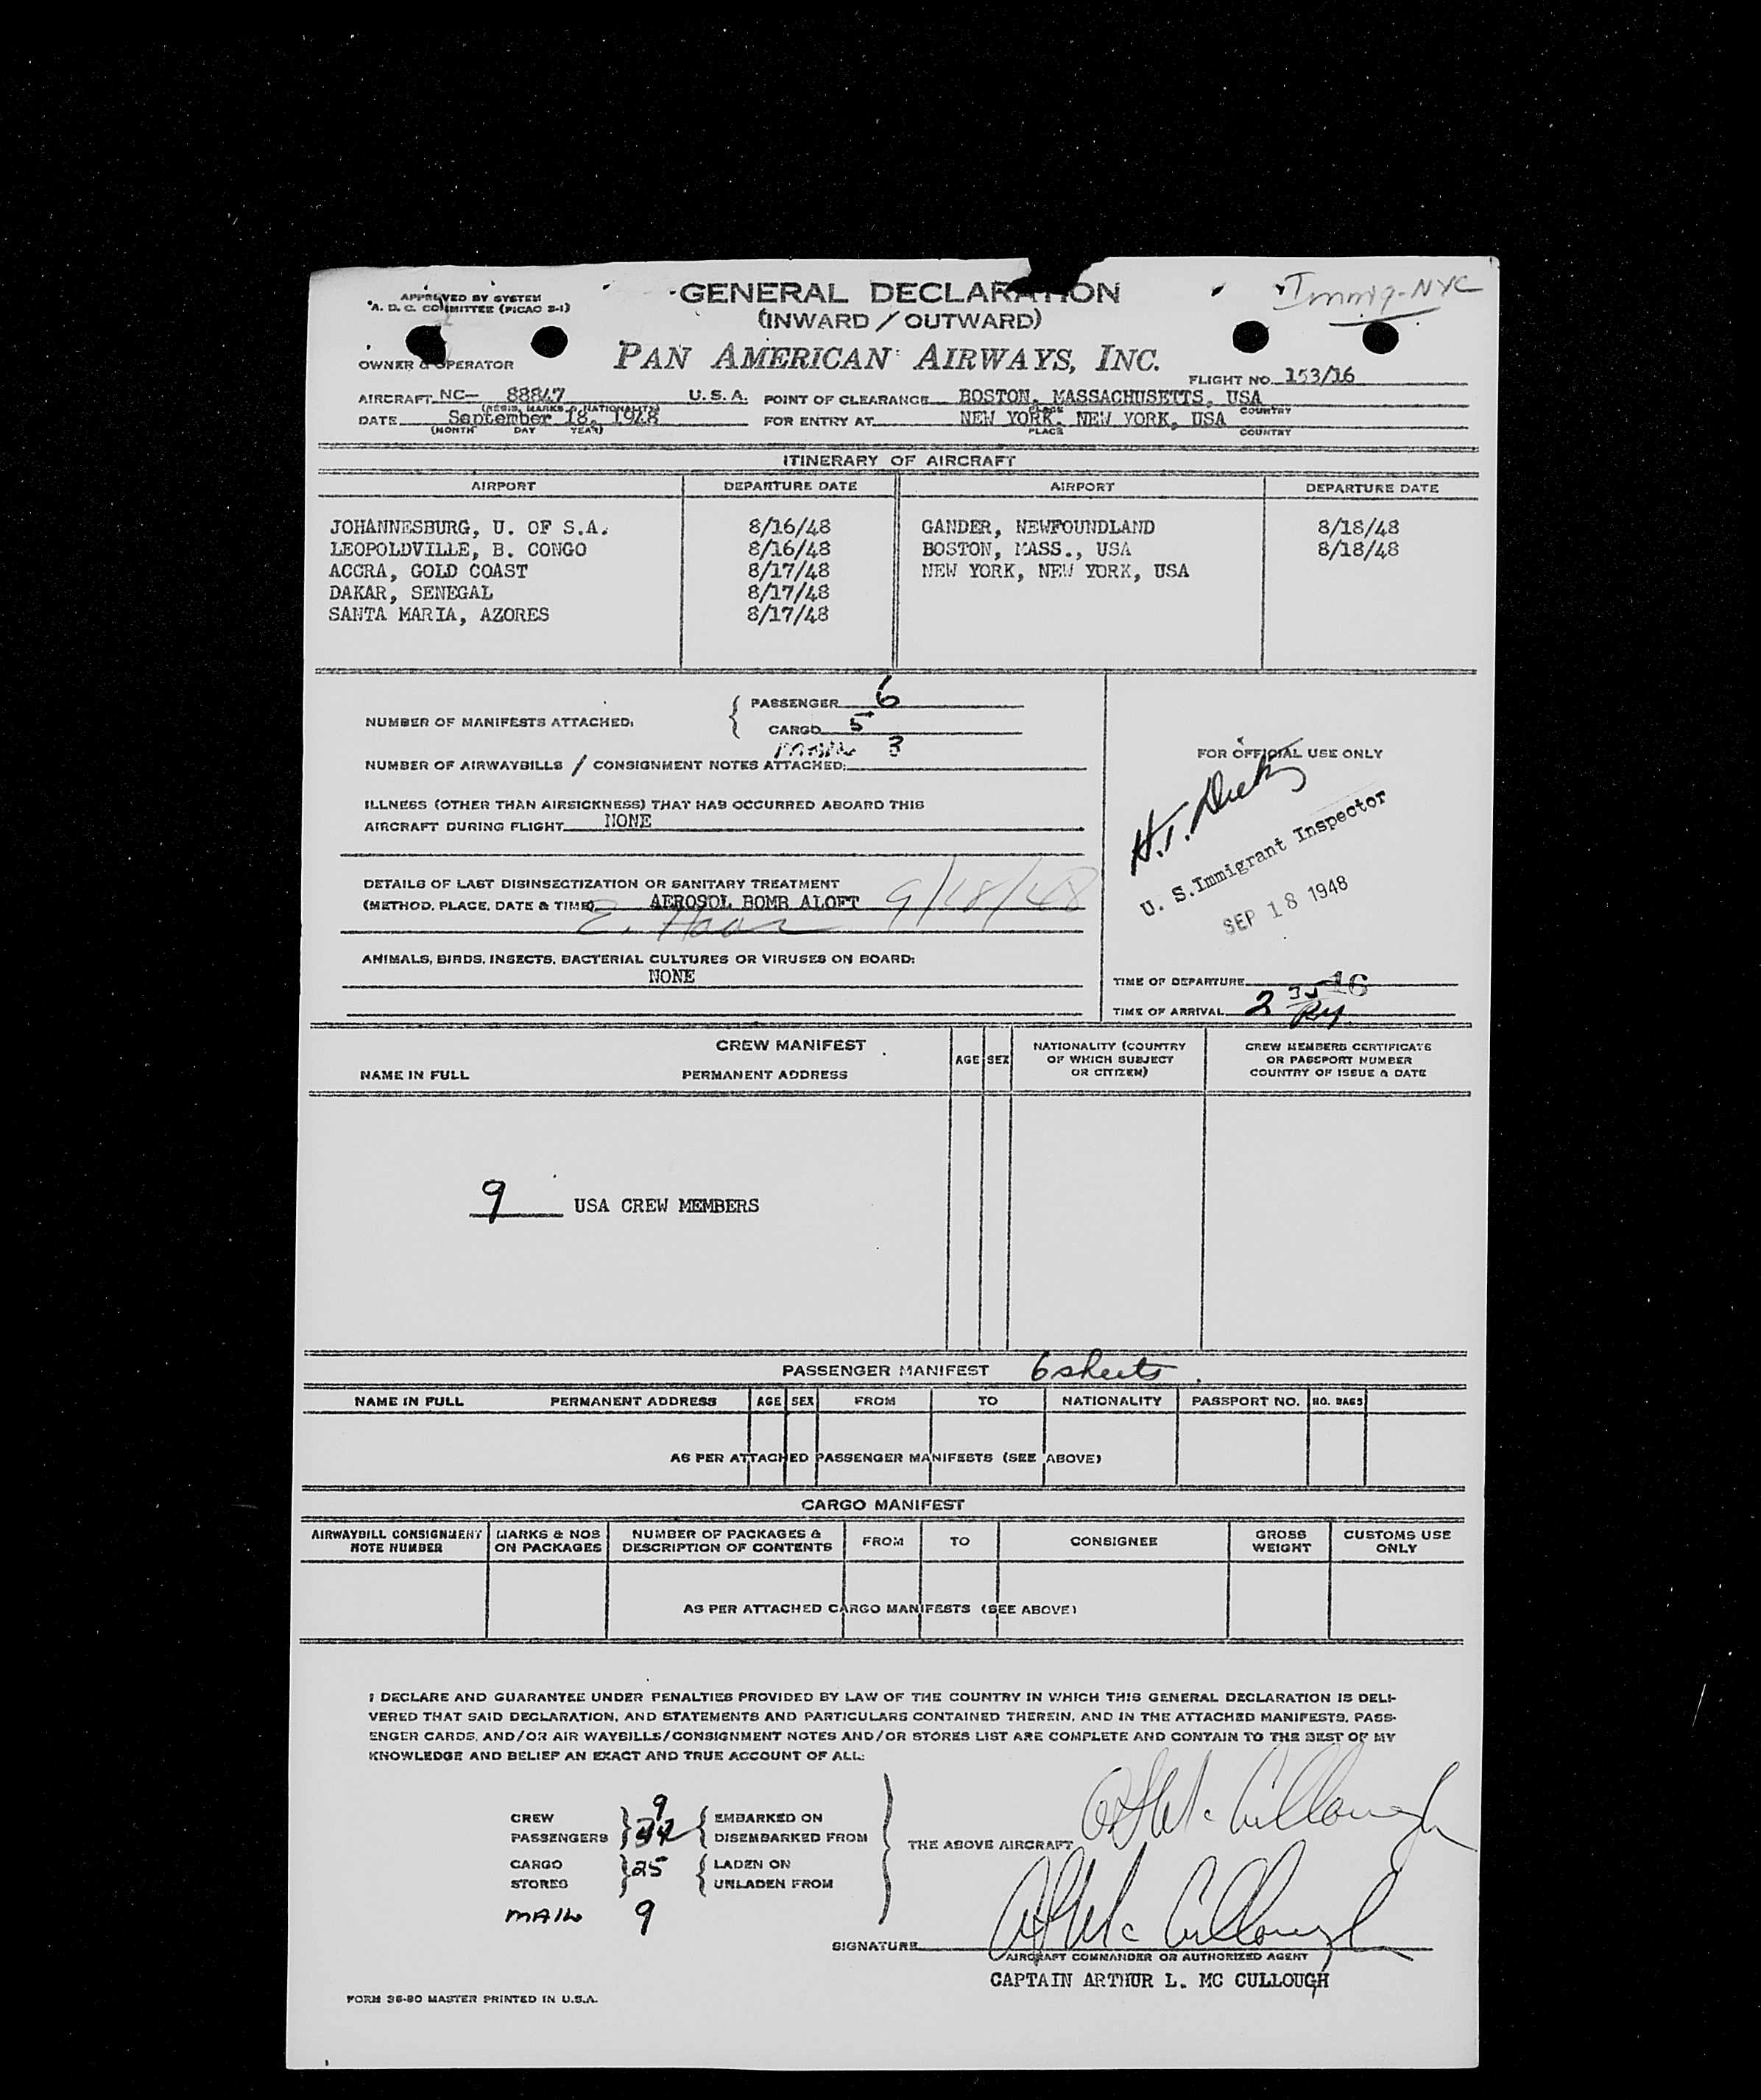 APPROVED BY SYSTEM
A. D. C. COMMITTEE (PICAO S-1)
GENERAL DECLARATION
(INWARD / OUTWARD)
Immig-NYC
OWNER & OPERATOR
PAN AMERICAN AIRWAYS, INC.
FLIGHT NO. 153/16
AIRCRAFT NC- 88847 U. S. A. POINT OF CLEARANCE BOSTON, MASSACHUSETTS, USA
(REGIS. MARKS & NATIONALITY) PLACE COUNTRY
DATE September 18, 1948 FOR ENTRY AT NEW YORK, NEW YORK, USA
(MONTH DAY YEAR) PLACE COUNTRY
ITINERARY OF AIRCRAFT
AIRPORT DEPARTURE DATE AIRPORT DEPARTURE DATE
JOHANNESBURG, U. OF S.A. 8/16/48 GANDER, NEWFOUNDLAND 8/18/48
LEOPOLDVILLE, B. CONGO 8/16/48 BOSTON, MASS., USA 8/18/48
ACCRA, GOLD COAST 8/17/48 NEW YORK, NEW YORK, USA
DAKAR, SENEGAL 8/17/48
SANTA MARIA, AZORES 8/17/48
NUMBER OF MANIFESTS ATTACHED: PASSENGER 6
CARGO 5
MAIL 3
NUMBER OF AIRWAYBILLS / CONSIGNMENT NOTES ATTACHED:
FOR OFFICIAL USE ONLY
ILLNESS (OTHER THAN AIRSICKNESS) THAT HAS OCCURRED ABOARD THIS
AIRCRAFT DURING FLIGHT NONE
H.T.
U. S. Immigrant Inspector
SEP 18 1948
DETAILS OF LAST DISINSECTIZATION OR SANITARY TREATMENT
(METHOD, PLACE, DATE & TIME) AEROSOL BOMB ALOFT 9/18/48
E. Haas
ANIMALS, BIRDS, INSECTS, BACTERIAL CULTURES OR VIRUSES ON BOARD:
NONE
TIME OF DEPARTURE 16
TIME OF ARRIVAL 2 35 PM
CREW MANIFEST
NAME IN FULL PERMANENT ADDRESS AGE SEX NATIONALITY (COUNTRY OF WHICH SUBJECT OR CITIZEN) CREW MEMBERS CERTIFICATE OR PASSPORT NUMBER COUNTRY OF ISSUE & DATE
9 USA CREW MEMBERS
PASSENGER MANIFEST 6 sheets.
NAME IN FULL PERMANENT ADDRESS AGE SEX FROM TO NATIONALITY PASSPORT NO. NO. BAGS
AS PER ATTACHED PASSENGER MANIFESTS (SEE ABOVE)
CARGO MANIFEST
AIRWAYBILL CONSIGNMENT NOTE NUMBER MARKS & NOS ON PACKAGES NUMBER OF PACKAGES & DESCRIPTION OF CONTENTS FROM TO CONSIGNEE GROSS WEIGHT CUSTOMS USE ONLY
AS PER ATTACHED CARGO MANIFESTS (SEE ABOVE)
I DECLARE AND GUARANTEE UNDER PENALTIES PROVIDED BY LAW OF THE COUNTRY IN WHICH THIS GENERAL DECLARATION IS DELI-
VERED THAT SAID DECLARATION, AND STATEMENTS AND PARTICULARS CONTAINED THEREIN, AND IN THE ATTACHED MANIFESTS, PASS-
ENGER CARDS, AND/OR AIR WAYBILLS/CONSIGNMENT NOTES AND/OR STORES LIST ARE COMPLETE AND CONTAIN TO THE BEST OF MY
KNOWLEDGE AND BELIEF AN EXACT AND TRUE ACCOUNT OF ALL:
CREW 9 EMBARKED ON
PASSENGERS DISEMBARKED FROM
THE ABOVE AIRCRAFT A L Mc Cullough
CARGO 25 LADEN ON
STORES UNLADEN FROM
MAIL 9
SIGNATURE A L Mc Cullough
AIRCRAFT COMMANDER OR AUTHORIZED AGENT
CAPTAIN ARTHUR L. MC CULLOUGH
FORM 36-80 MASTER PRINTED IN U.S.A.